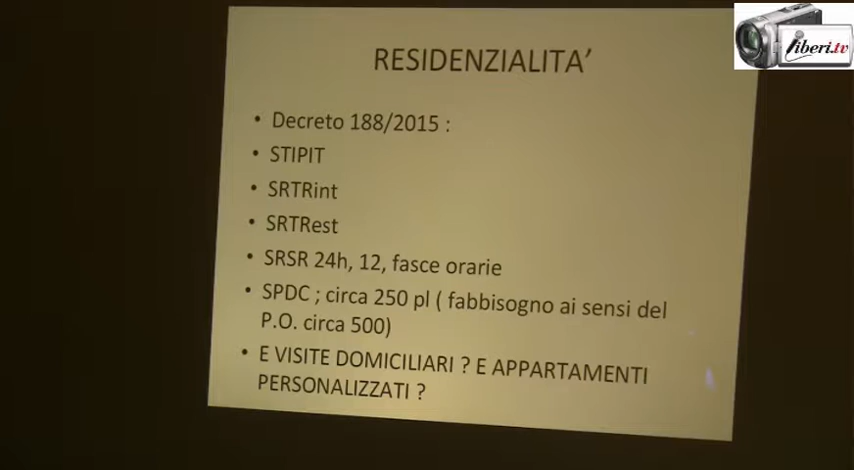 liberi.tv
RESIDENZIALITA’
• Decreto 188/2015 :
• STIPIT
• SRTRint
• SRTRest
• SRSR 24h, 12, fasce orarie
• SPDC ; circa 250 pl ( fabbisogno ai sensi del
P.O. circa 500)
• E VISITE DOMICILIARI ? E APPARTAMENTI
PERSONALIZZATI ?